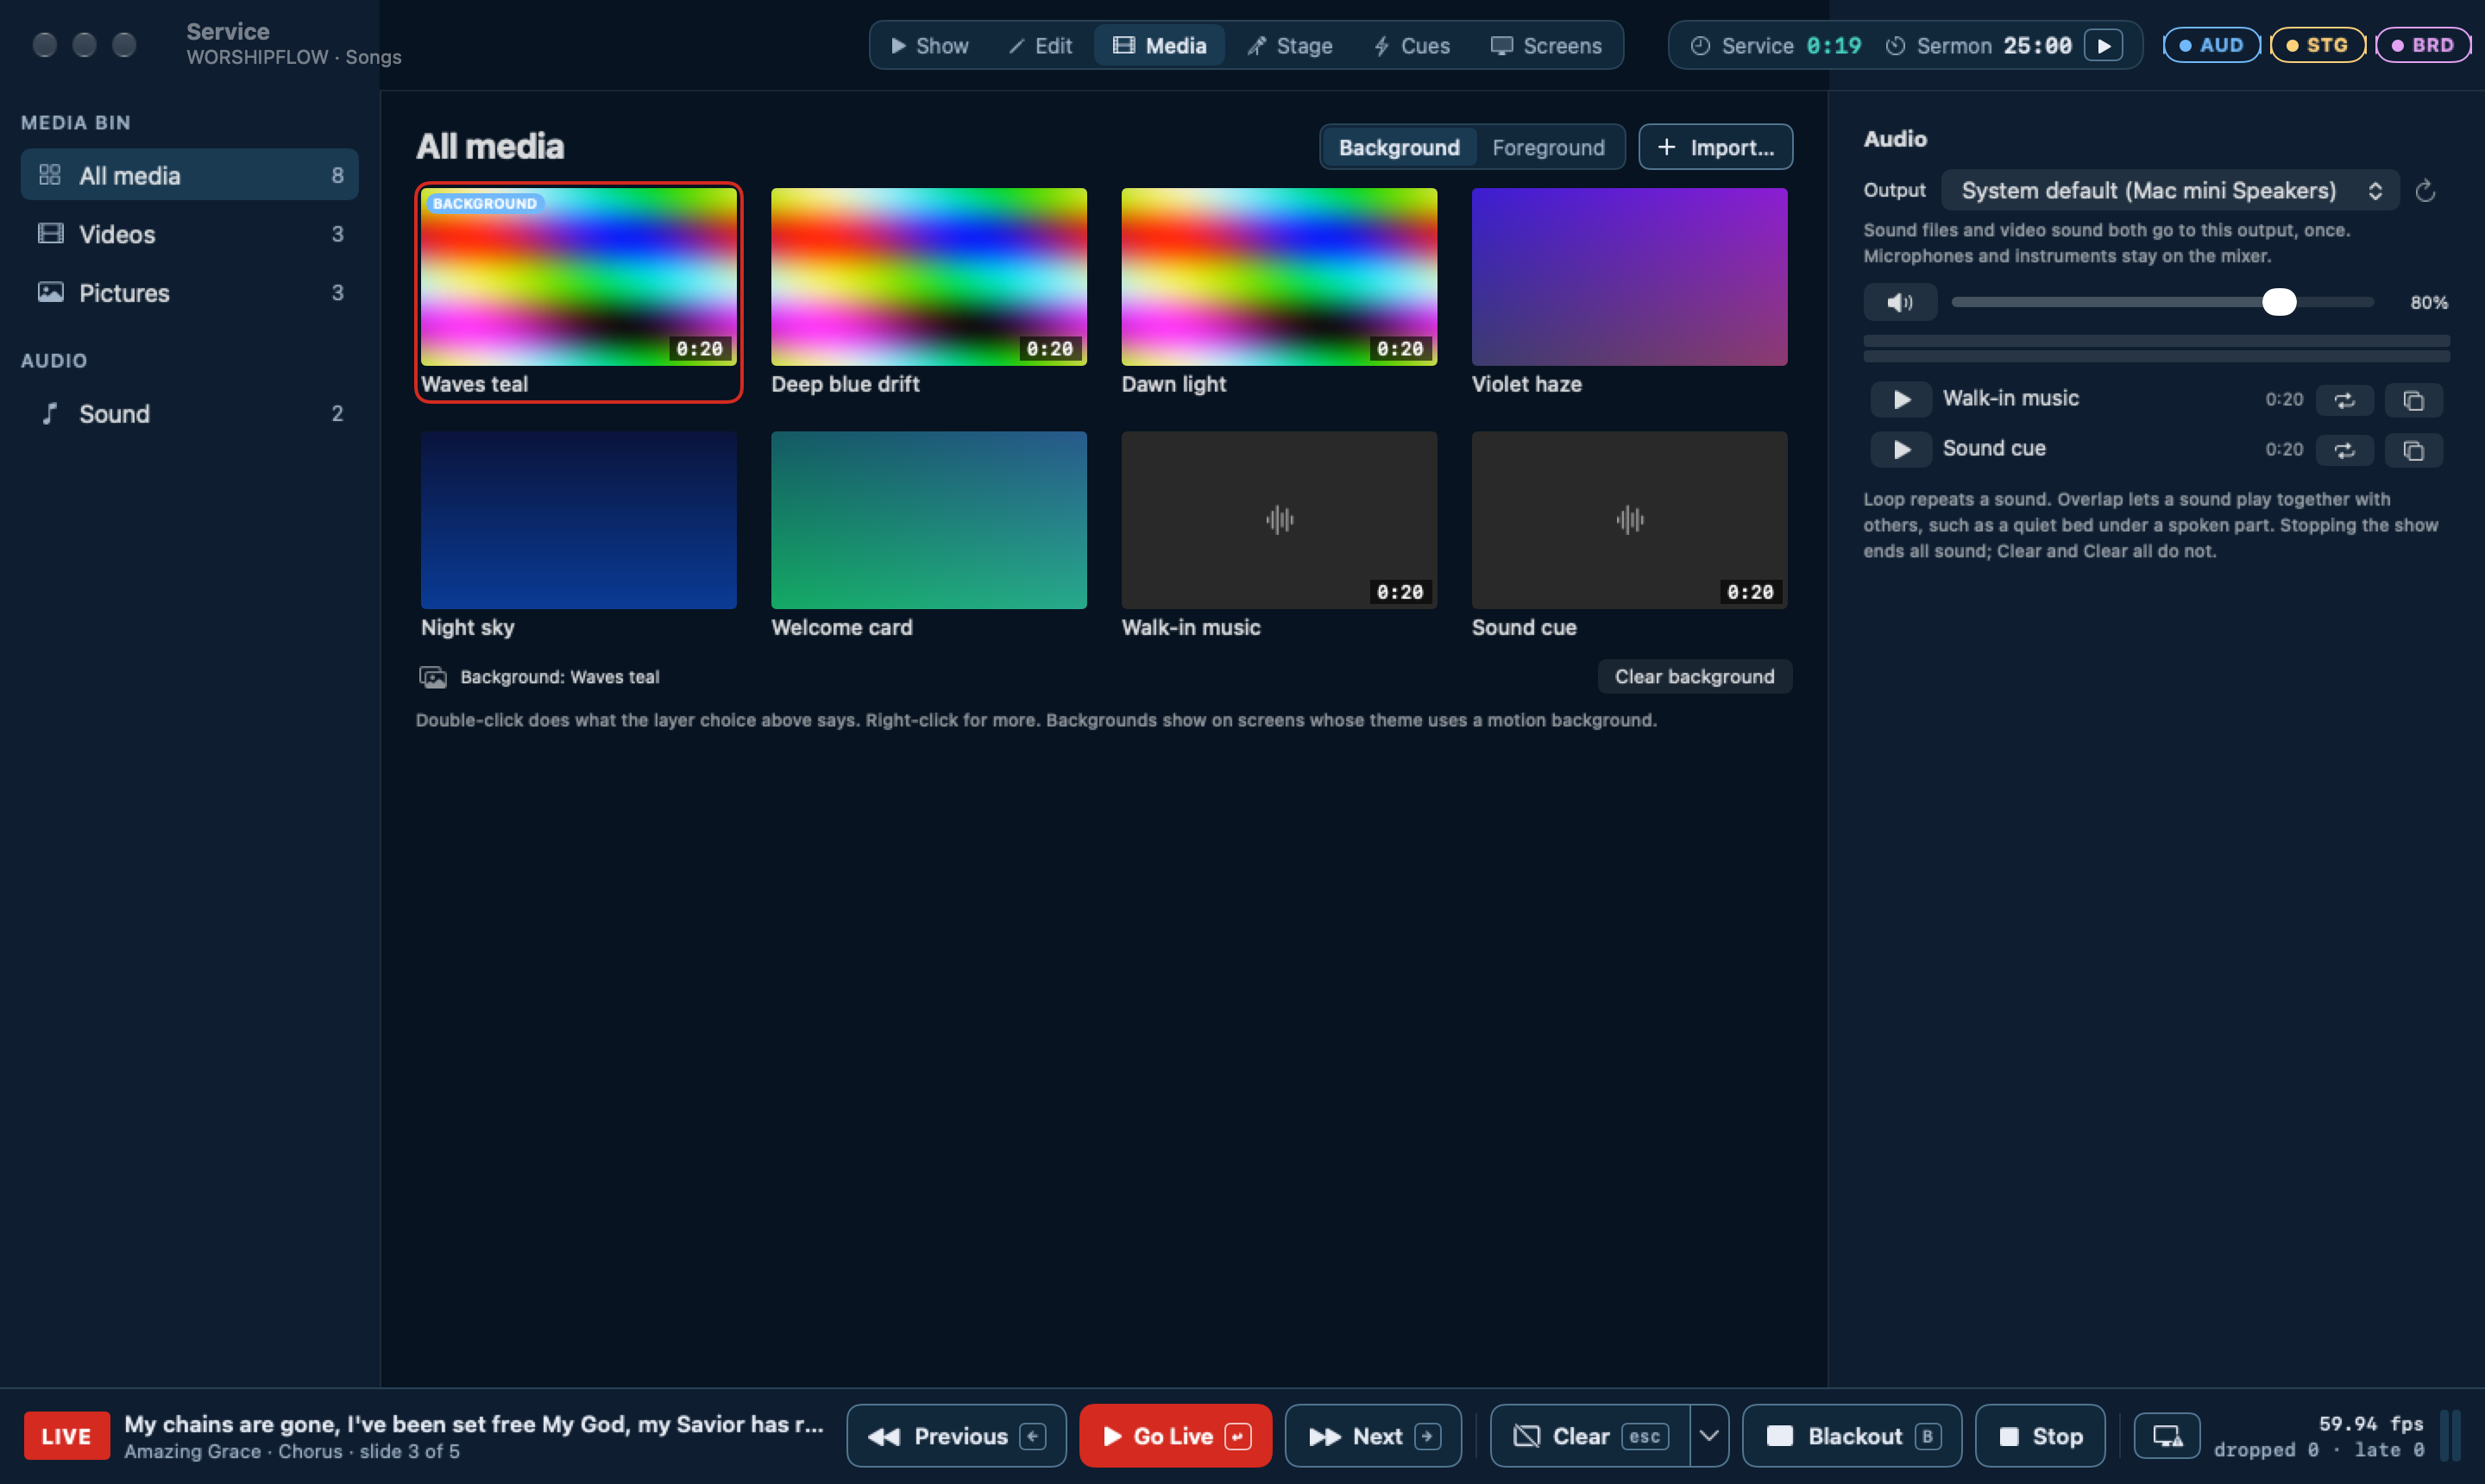 Service
WORSHIPFLOW · Songs
Show
Edit
Media
Stage
Cues
Screens
Service 0:19
Sermon 25:00
AUD
STG
BRD
MEDIA BIN
All media 8
Videos 3
Pictures 3
AUDIO
Sound 2
All media
Background
Foreground
Import...
BACKGROUND
0:20
0:20
0:20
Waves teal
Deep blue drift
Dawn light
Violet haze
0:20
0:20
Night sky
Welcome card
Walk-in music
Sound cue
Background: Waves teal
Clear background
Double-click does what the layer choice above says. Right-click for more. Backgrounds show on screens whose theme uses a motion background.
Audio
Output System default (Mac mini Speakers)
Sound files and video sound both go to this output, once.
Microphones and instruments stay on the mixer.
80%
Walk-in music 0:20
Sound cue 0:20
Loop repeats a sound. Overlap lets a sound play together with
others, such as a quiet bed under a spoken part. Stopping the show
ends all sound; Clear and Clear all do not.
LIVE
My chains are gone, I've been set free My God, my Savior has r...
Amazing Grace · Chorus · slide 3 of 5
Previous
Go Live
Next
Clear esc
Blackout B
Stop
59.94 fps
dropped 0 · late 0